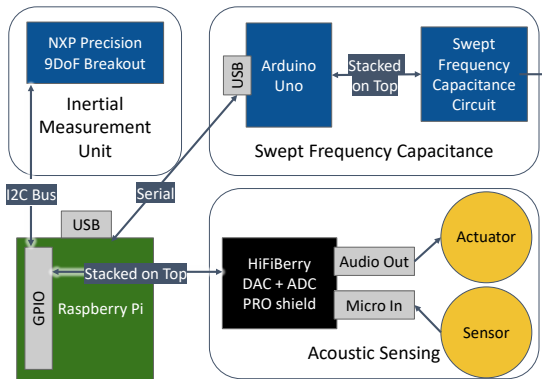 NXP Precision
9DoF Breakout
Inertial
Measurement
Unit
USB
Arduino
Uno
Stacked
on Top
Swept
Frequency
Capacitance
Circuit
Swept Frequency Capacitance
I2C Bus
Serial
USB
GPIO
Raspberry Pi
Stacked on Top
HiFiBerry
DAC + ADC
PRO shield
Audio Out
Micro In
Actuator
Sensor
Acoustic Sensing